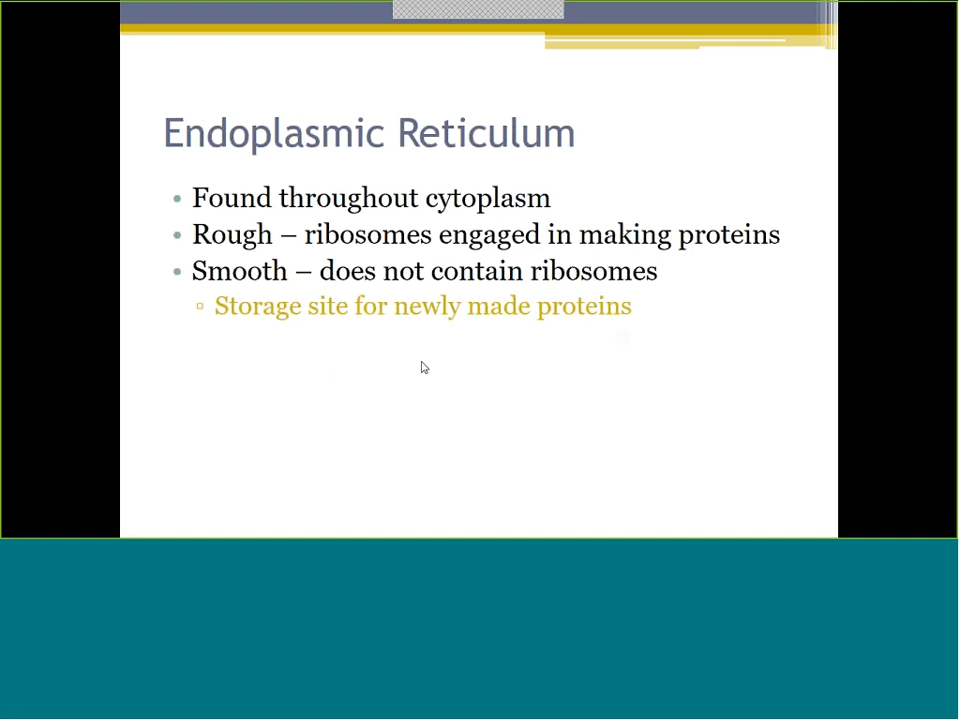 Endoplasmic Reticulum
• Found throughout cytoplasm
• Rough – ribosomes engaged in making proteins
• Smooth – does not contain ribosomes
▫ Storage site for newly made proteins